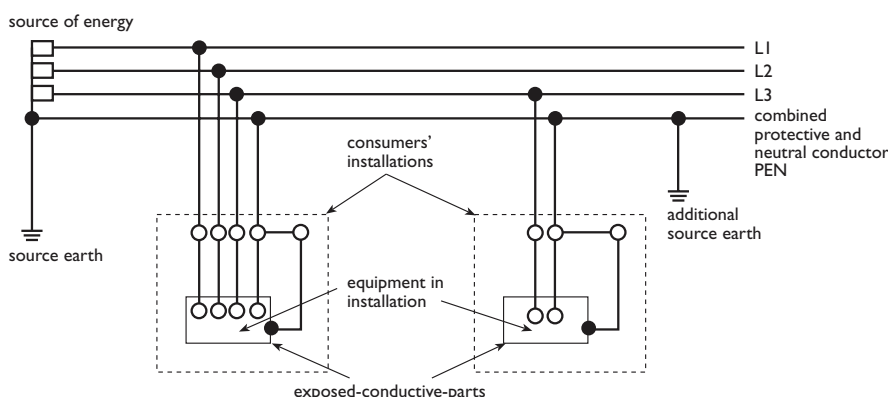 source of energy
L1
L2
L3
combined
protective and
neutral conductor
PEN
consumers'
installations
source earth
additional
source earth
equipment in
installation
exposed-conductive-parts